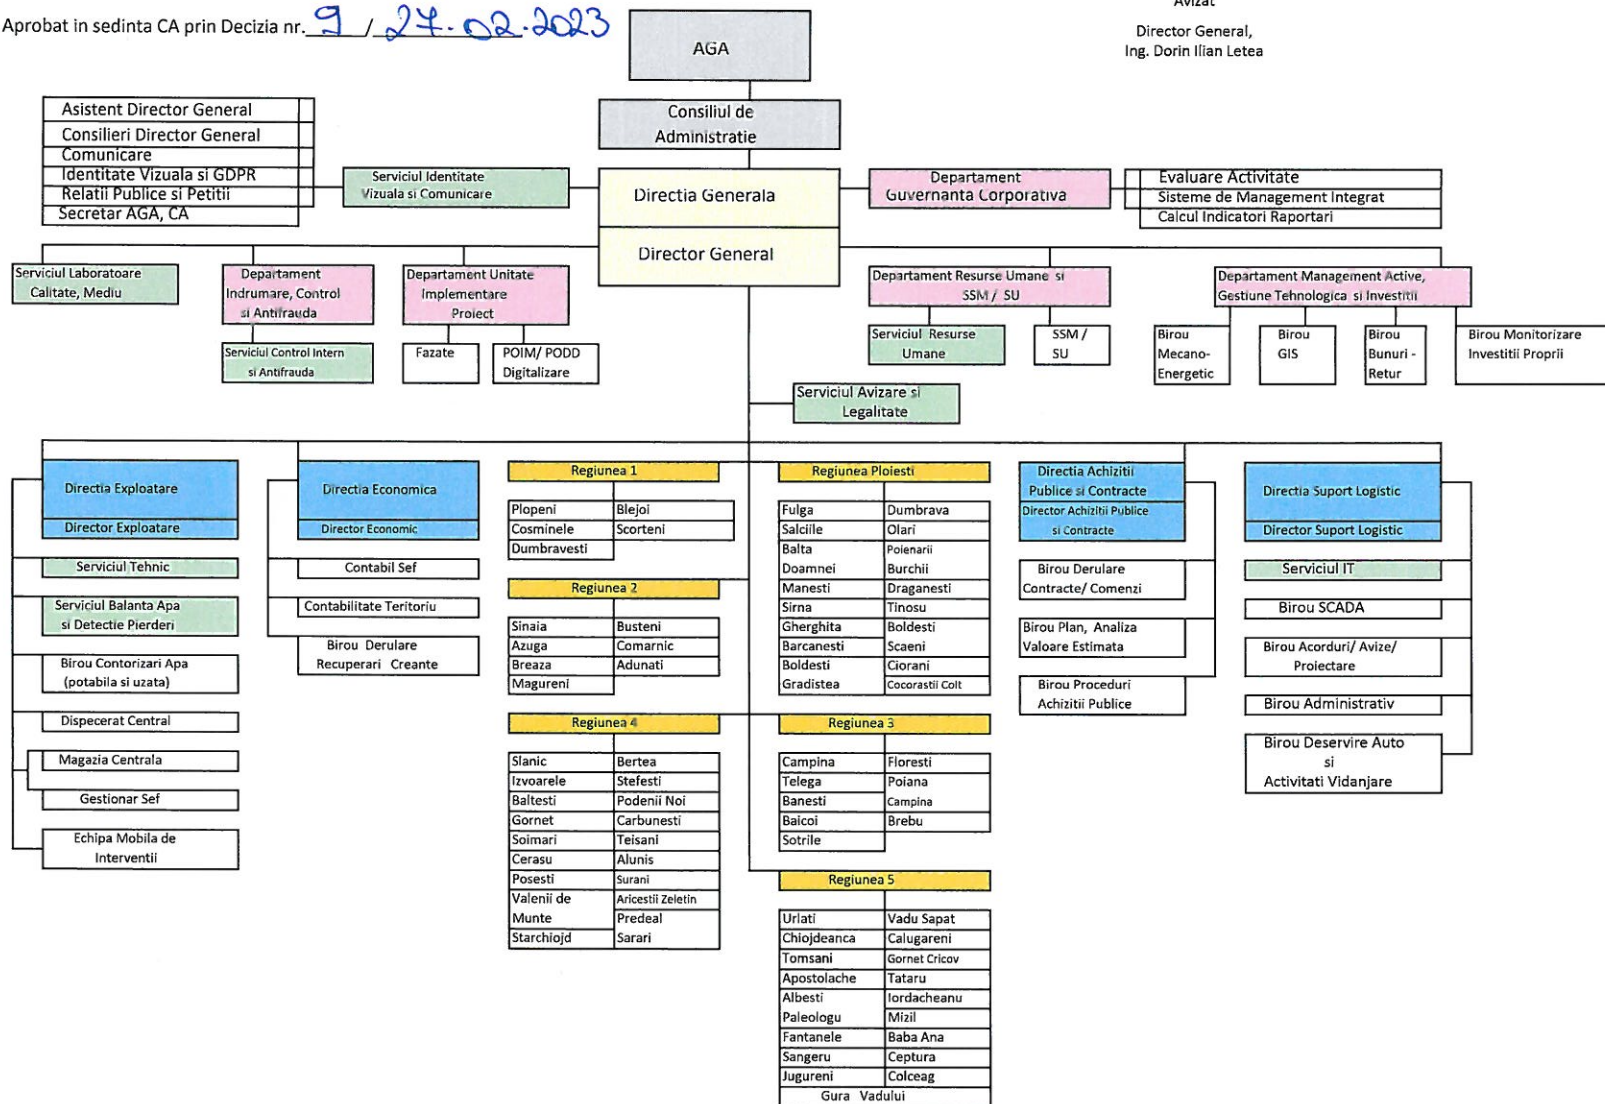 Aprobat in sedinta CA prin Decizia nr. 9 / 27.02.2023
Avizat
Director General,
Ing. Dorin Ilian Letea
AGA
Consiliul de
Administratie
Asistent Director General
Consilieri Director General
Comunicare
Identitate Vizuala si GDPR
Relatii Publice si Petitii
Secretar AGA, CA
Serviciul Identitate
Vizuala si Comunicare
Directia Generala
Director General
Departament
Guvernanta Corporativa
Evaluare Activitate
Sisteme de Management Integrat
Calcul Indicatori Raportari
Serviciul Laboratoare
Calitate, Mediu
Departament
Indrumare, Control
si Antifrauda
Serviciul Control Intern
si Antifrauda
Departament Unitate
Implementare
Proiect
Fazate
POIM/ PODD
Digitalizare
Departament Resurse Umane si
SSM / SU
Serviciul Resurse
Umane
SSM /
SU
Departament Management Active,
Gestiune Tehnologica si Investitii
Birou
Mecano-
Energetic
Birou
GIS
Birou
Bunuri -
Retur
Birou Monitorizare
Investitii Proprii
Serviciul Avizare si
Legalitate
Directia Exploatare
Director Exploatare
Serviciul Tehnic
Serviciul Balanta Apa
si Detectie Pierderi
Birou Contorizari Apa
(potabila si uzata)
Dispecerat Central
Magazia Centrala
Gestionar Sef
Echipa Mobila de
Interventii
Directia Economica
Director Economic
Contabil Sef
Contabilitate Teritoriu
Birou Derulare
Recuperari Creante
Regiunea 1
Plopeni Blejoi
Cosminele Scorteni
Dumbravesti
Regiunea 2
Sinaia Busteni
Azuga Comarnic
Breaza Adunati
Magureni
Regiunea 4
Slanic Bertea
Izvoarele Stefesti
Baltesti Podenii Noi
Gornet Carbunesti
Soimari Teisani
Cerasu Alunis
Posesti Surani
Valenii de Aricestii Zeletin
Munte Predeal
Starchiojd Sarari
Regiunea Ploiesti
Fulga Dumbrava
Salciile Olari
Balta Poienarii
Doamnei Burchii
Manesti Draganesti
Sirna Tinosu
Gherghita Boldesti
Barcanesti Scaeni
Boldesti Ciorani
Gradistea Cocorastii Colt
Regiunea 3
Campina Floresti
Telega Poiana
Banesti Campina
Baicoi Brebu
Sotrile
Regiunea 5
Urlati Vadu Sapat
Chiojdeanca Calugareni
Tomsani Gornet Cricov
Apostolache Tataru
Albesti Iordacheanu
Paleologu Mizil
Fantanele Baba Ana
Sangeru Ceptura
Jugureni Colceag
Gura Vadului
Directia Achizitii
Publice si Contracte
Director Achizitii Publice
si Contracte
Birou Derulare
Contracte/ Comenzi
Birou Plan, Analiza
Valoare Estimata
Birou Proceduri
Achizitii Publice
Directia Suport Logistic
Director Suport Logistic
Serviciul IT
Birou SCADA
Birou Acorduri/ Avize/
Proiectare
Birou Administrativ
Birou Deservire Auto
si
Activitati Vidanjare